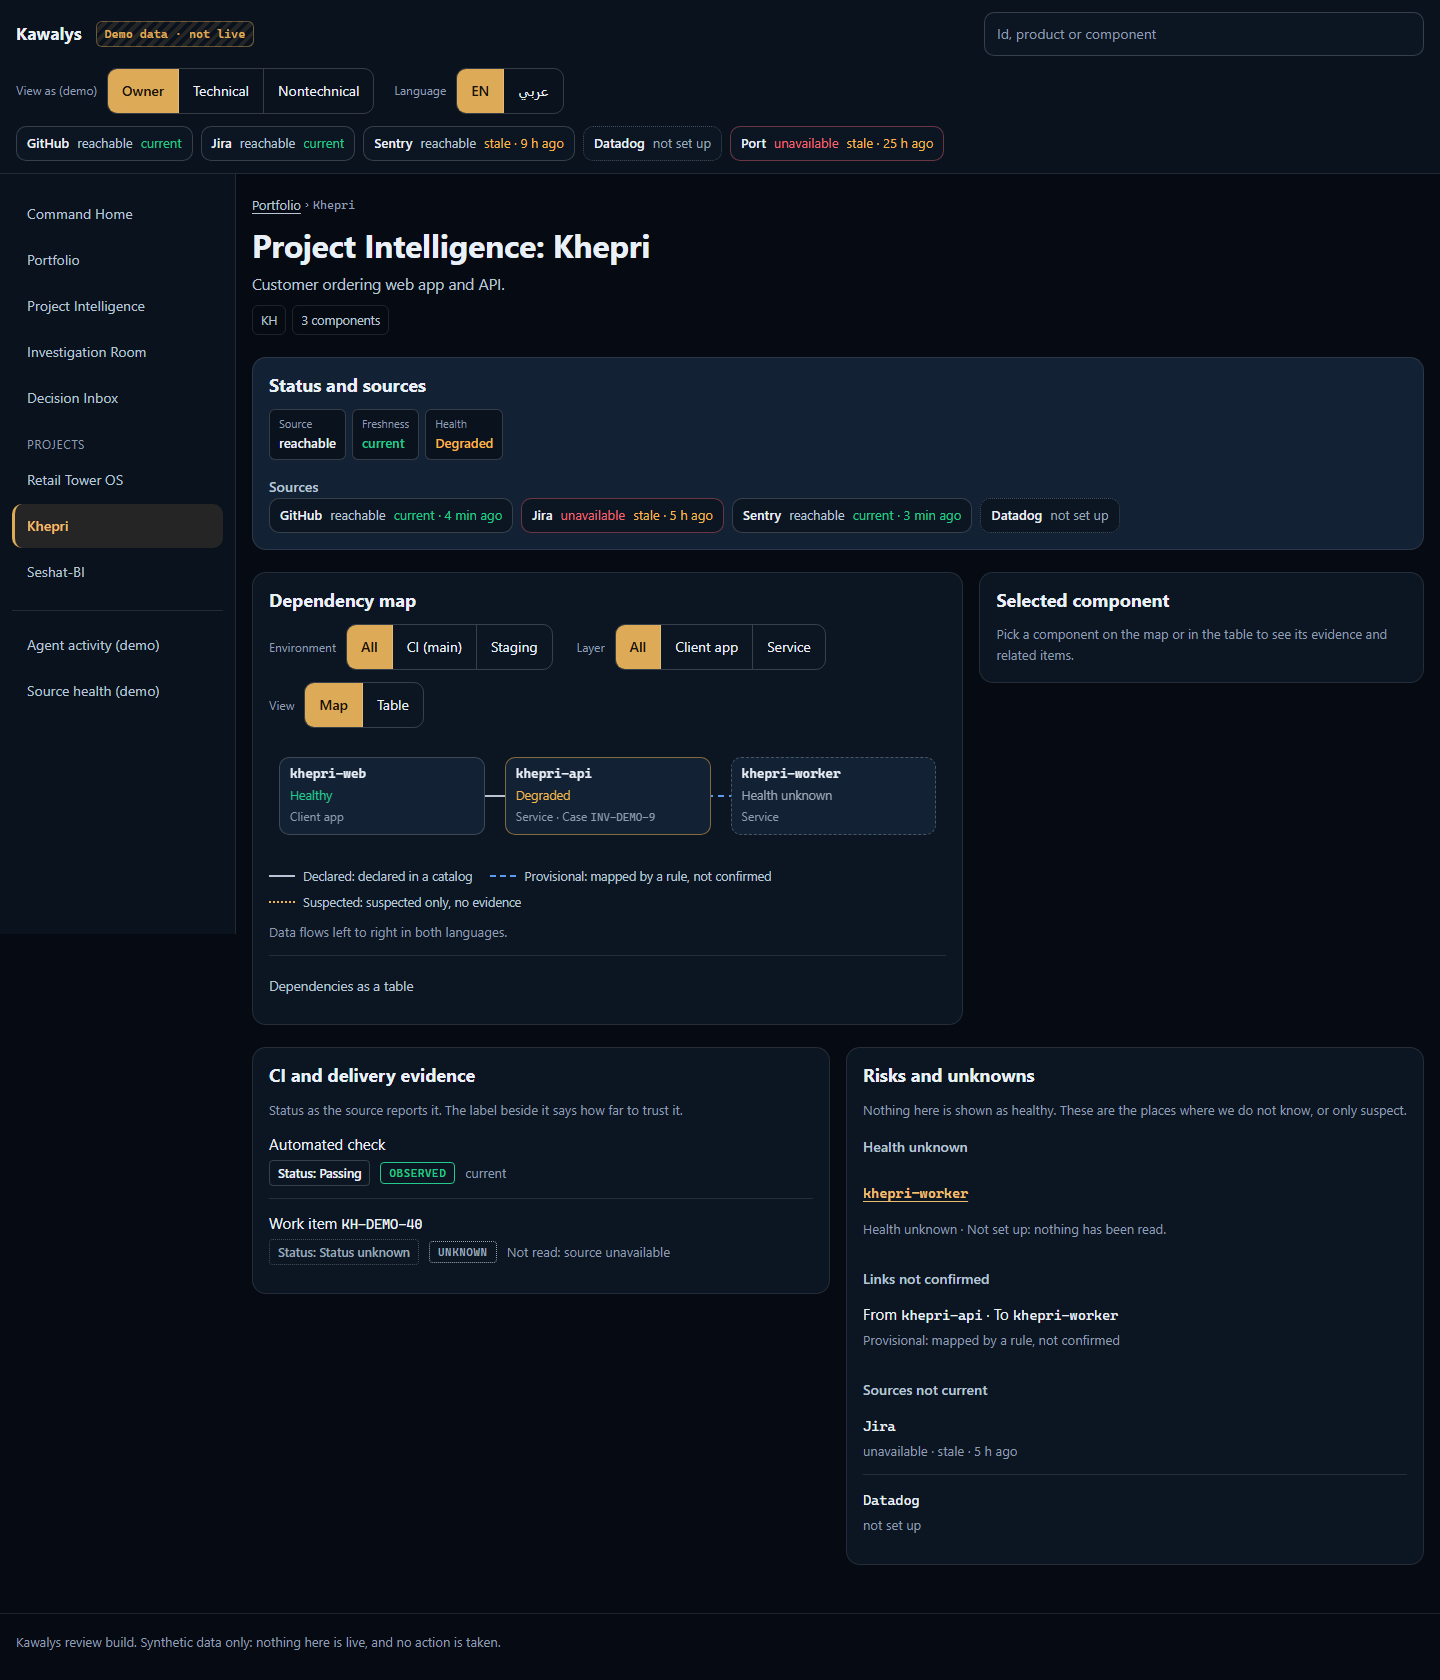 Kawalys
Demo data · not live
Id, product or component
View as (demo) Owner Technical Nontechnical Language EN عربي
GitHub reachable current Jira reachable current Sentry reachable stale · 9 h ago Datadog not set up Port unavailable stale · 25 h ago
Command Home
Portfolio
Project Intelligence
Investigation Room
Decision Inbox
PROJECTS
Retail Tower OS
Khepri
Seshat-BI
Agent activity (demo)
Source health (demo)
Portfolio › Khepri
Project Intelligence: Khepri
Customer ordering web app and API.
KH 3 components
Status and sources
Source Freshness Health
reachable current Degraded
Sources
GitHub reachable current · 4 min ago Jira unavailable stale · 5 h ago Sentry reachable current · 3 min ago Datadog not set up
Dependency map
Environment All CI (main) Staging Layer All Client app Service
View Map Table
khepri-web khepri-api khepri-worker
Healthy Degraded Health unknown
Client app Service · Case INV-DEMO-9 Service
Declared: declared in a catalog Provisional: mapped by a rule, not confirmed
Suspected: suspected only, no evidence
Data flows left to right in both languages.
Dependencies as a table
Selected component
Pick a component on the map or in the table to see its evidence and
related items.
CI and delivery evidence
Status as the source reports it. The label beside it says how far to trust it.
Automated check
Status: Passing OBSERVED current
Work item KH-DEMO-40
Status: Status unknown UNKNOWN Not read: source unavailable
Risks and unknowns
Nothing here is shown as healthy. These are the places where we do not know, or only suspect.
Health unknown
khepri-worker
Health unknown · Not set up: nothing has been read.
Links not confirmed
From khepri-api · To khepri-worker
Provisional: mapped by a rule, not confirmed
Sources not current
Jira
unavailable · stale · 5 h ago
Datadog
not set up
Kawalys review build. Synthetic data only: nothing here is live, and no action is taken.